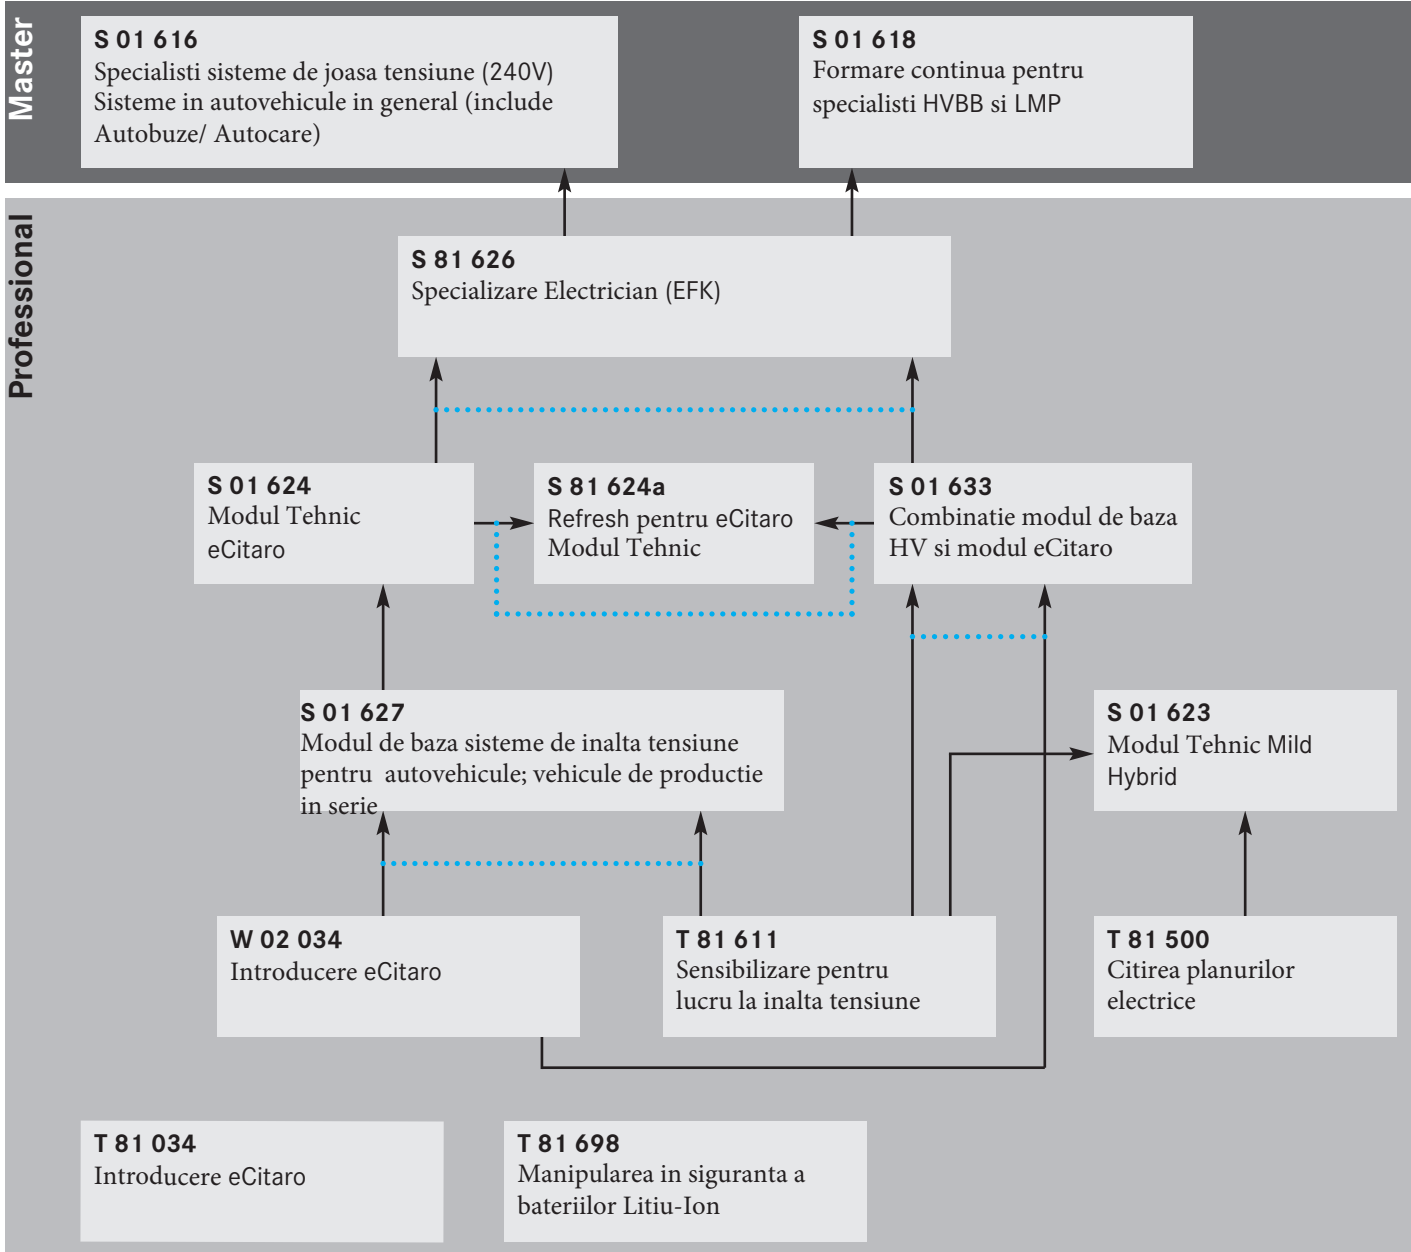 Master
S 01 616
Specialisti sisteme de joasa tensiune (240V)
Sisteme in autovehicule in general (include
Autobuze/ Autocare)
S 01 618
Formare continua pentru
specialisti HVBB si LMP
Professional
S 81 626
Specializare Electrician (EFK)
S 01 624
Modul Tehnic
eCitaro
S 81 624a
Refresh pentru eCitaro
Modul Tehnic
S 01 633
Combinatie modul de baza
HV si modul eCitaro
S 01 627
Modul de baza sisteme de inalta tensiune
pentru autovehicule; vehicule de productie
in serie
S 01 623
Modul Tehnic Mild
Hybrid
W 02 034
Introducere eCitaro
T 81 611
Sensibilizare pentru
lucru la inalta tensiune
T 81 500
Citirea planurilor
electrice
T 81 034
Introducere eCitaro
T 81 698
Manipularea in siguranta a
bateriilor Litiu-Ion